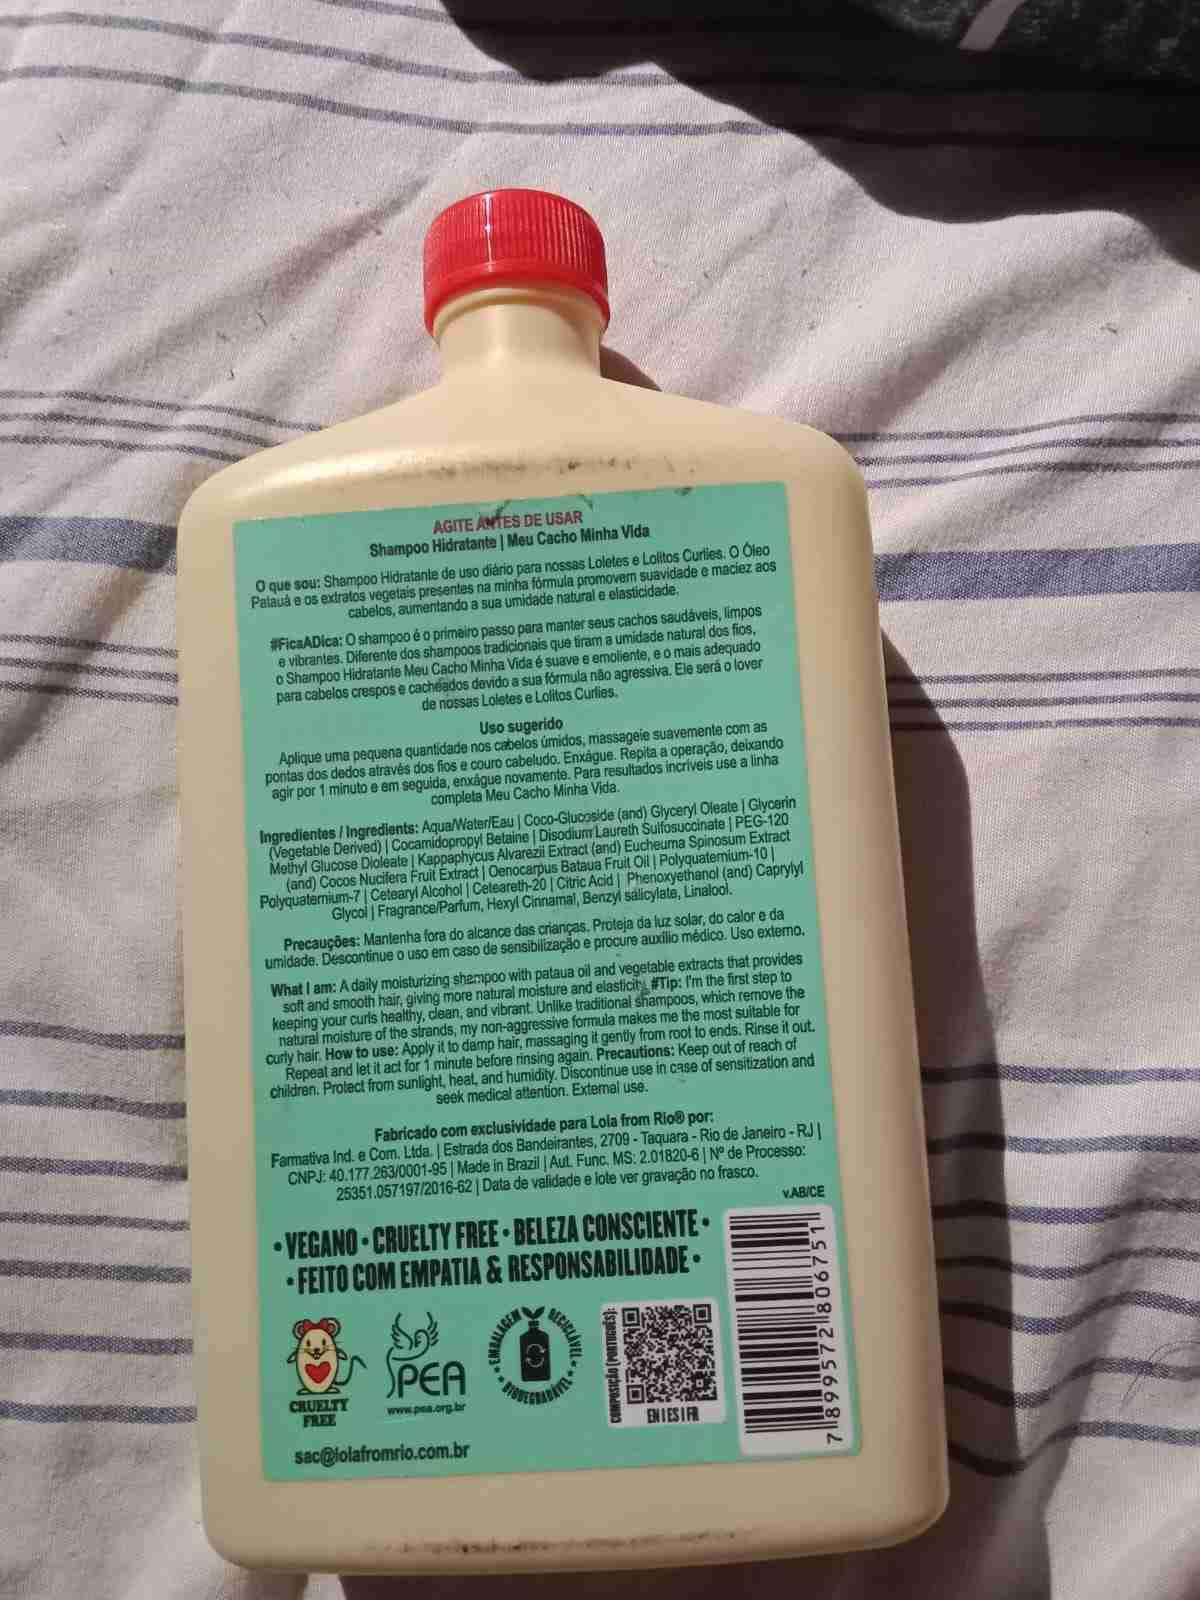 AGITE ANTES DE USAR
Shampoo Hidratante | Meu Cacho Minha Vida
O que sou: Shampoo Hidratante de uso diário para nossas Loletes e Lolitos Curlies. O Óleo
Patauá e os extratos vegetais presentes na minha fórmula promovem suavidade e maciez aos
cabelos, aumentando a sua umidade natural e elasticidade.
#FicaADica: O shampoo é o primeiro passo para manter seus cachos saudáveis, limpos
e vibrantes. Diferente dos shampoos tradicionais que tiram a umidade natural dos fios,
o Shampoo Hidratante Meu Cacho Minha Vida é suave e emoliente, e o mais adequado
para cabelos crespos e cacheados devido a sua fórmula não agressiva. Ele será o lover
de nossas Loletes e Lolitos Curlies.
Uso sugerido
Aplique uma pequena quantidade nos cabelos úmidos, massageie suavemente com as
pontas dos dedos através dos fios e couro cabeludo. Enxágue. Repita a operação, deixando
agir por 1 minuto e em seguida, enxágue novamente. Para resultados incríveis use a linha
completa Meu Cacho Minha Vida.
Ingredientes / Ingredients: Aqua/Water/Eau | Coco-Glucoside (and) Glyceryl Oleate | Glycerin
(Vegetable Derived) | Cocamidopropyl Betaine | Disodium Laureth Sulfosuccinate | PEG-120
Methyl Glucose Dioleate | Kappaphycus Alvarezii Extract (and) Eucheuma Spinosum Extract
(and) Cocos Nucifera Fruit Extract | Oenocarpus Bataua Fruit Oil | Polyquaternium-10 |
Polyquaternium-7 | Cetearyl Alcohol | Ceteareth-20 | Citric Acid | Phenoxyethanol (and) Caprylyl
Glycol | Fragrance/Parfum, Hexyl Cinnamal, Benzyl salicylate, Linalool.
Precauções: Mantenha fora do alcance das crianças. Proteja da luz solar, do calor e da
umidade. Descontinue o uso em caso de sensibilização e procure auxílio médico. Uso externo.
What I am: A daily moisturizing shampoo with pataua oil and vegetable extracts that provides
soft and smooth hair, giving more natural moisture and elasticity. #Tip: I'm the first step to
keeping your curls healthy, clean, and vibrant. Unlike traditional shampoos, which remove the
natural moisture of the strands, my non-aggressive formula makes me the most suitable for
curly hair. How to use: Apply it to damp hair, massaging it gently from root to ends. Rinse it out.
Repeat and let it act for 1 minute before rinsing again. Precautions: Keep out of reach of
children. Protect from sunlight, heat, and humidity. Discontinue use in case of sensitization and
seek medical attention. External use.
Fabricado com exclusividade para Lola from Rio® por:
Farmativa Ind. e Com. Ltda. | Estrada dos Bandeirantes, 2709 - Taquara - Rio de Janeiro - RJ |
CNPJ: 40.177.263/0001-95 | Made in Brazil | Aut. Func. MS: 2.01820-6 | Nº de Processo:
25351.057197/2016-62 | Data de validade e lote ver gravação no frasco.
v.AB/CE
• VEGANO • CRUELTY FREE • BELEZA CONSCIENTE •
• FEITO COM EMPATIA & RESPONSABILIDADE •
CRUELTY
FREE
PEA
www.pea.org.br
EMBALAGEM RECICLÁVEL
BIODEGRADÁVEL
COMPOSIÇÃO (PORTUGUÊS):
EN | ES | FR
7 899572 806751
sac@lolafromrio.com.br